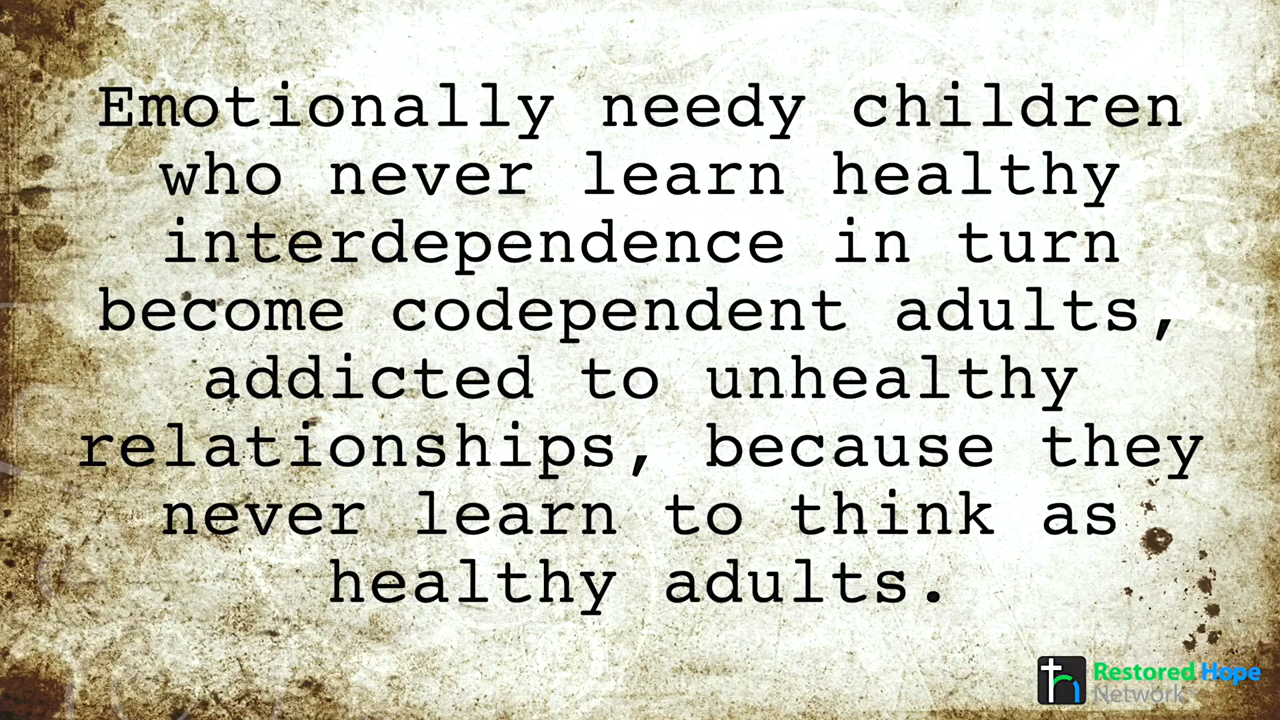 Emotionally needy children
who never learn healthy
interdependence in turn
become codependent adults,
addicted to unhealthy
relationships, because they
never learn to think as
healthy adults.
Restored Hope
Network